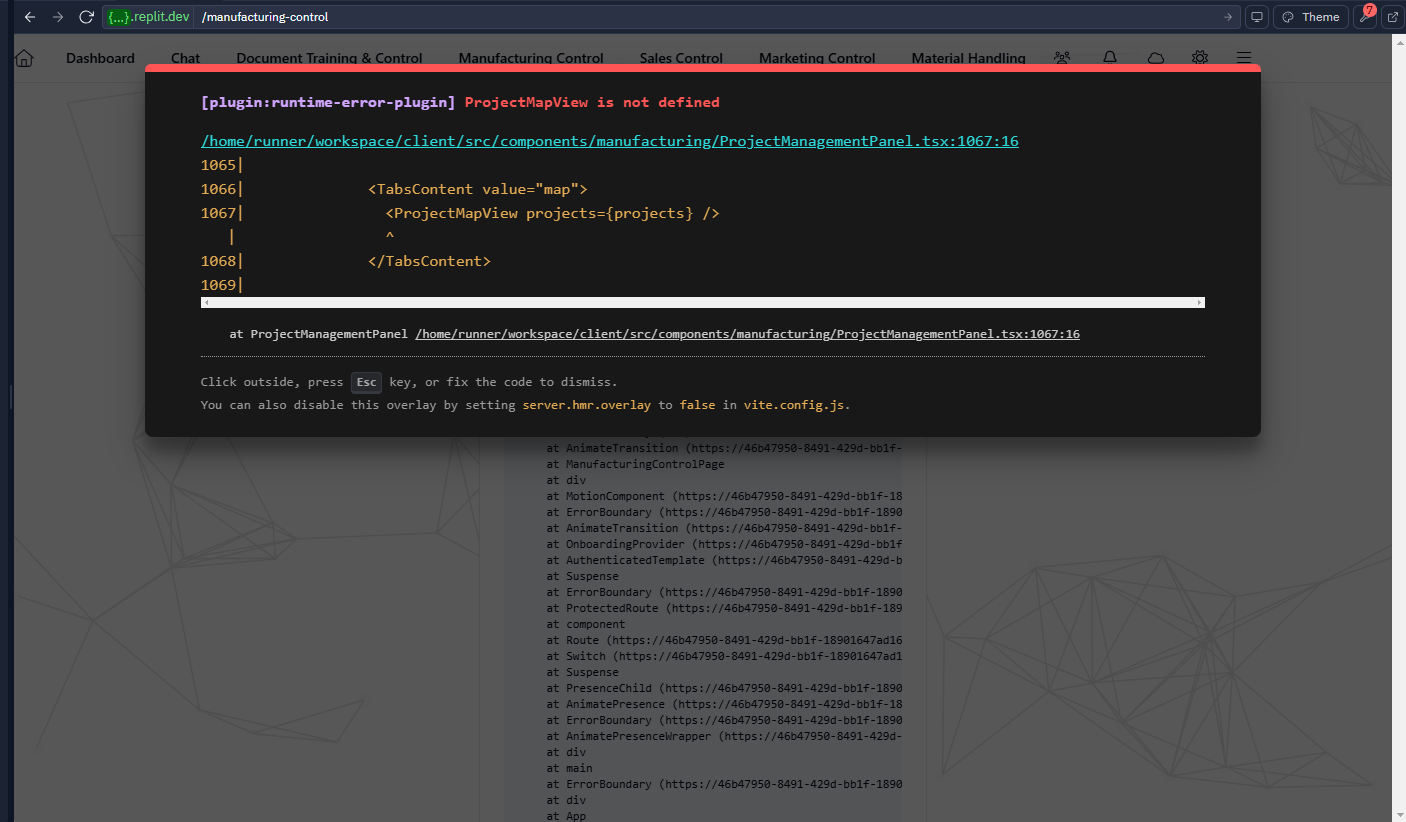 {...}.replit.dev /manufacturing-control Theme 7
Dashboard Chat Document Training & Control Manufacturing Control Sales Control Marketing Control Material Handling
[plugin:runtime-error-plugin] ProjectMapView is not defined
/home/runner/workspace/client/src/components/manufacturing/ProjectManagementPanel.tsx:1067:16
1065|
1066| <TabsContent value="map">
1067| <ProjectMapView projects={projects} />
| ^
1068| </TabsContent>
1069|
at ProjectManagementPanel /home/runner/workspace/client/src/components/manufacturing/ProjectManagementPanel.tsx:1067:16
Click outside, press Esc key, or fix the code to dismiss.
You can also disable this overlay by setting server.hmr.overlay to false in vite.config.js.
at AnimateTransition (https://46b47950-8491-429d-bb1f-
at ManufacturingControlPage
at div
at MotionComponent (https://46b47950-8491-429d-bb1f-18
at ErrorBoundary (https://46b47950-8491-429d-bb1f-1890
at AnimateTransition (https://46b47950-8491-429d-bb1f-
at OnboardingProvider (https://46b47950-8491-429d-bb1f
at AuthenticatedTemplate (https://46b47950-8491-429d-b
at Suspense
at ErrorBoundary (https://46b47950-8491-429d-bb1f-1890
at ProtectedRoute (https://46b47950-8491-429d-bb1f-189
at component
at Route (https://46b47950-8491-429d-bb1f-18901647ad16
at Switch (https://46b47950-8491-429d-bb1f-18901647ad1
at Suspense
at PresenceChild (https://46b47950-8491-429d-bb1f-1890
at AnimatePresence (https://46b47950-8491-429d-bb1f-18
at ErrorBoundary (https://46b47950-8491-429d-bb1f-1890
at AnimatePresenceWrapper (https://46b47950-8491-429d-
at div
at main
at ErrorBoundary (https://46b47950-8491-429d-bb1f-1890
at div
at App